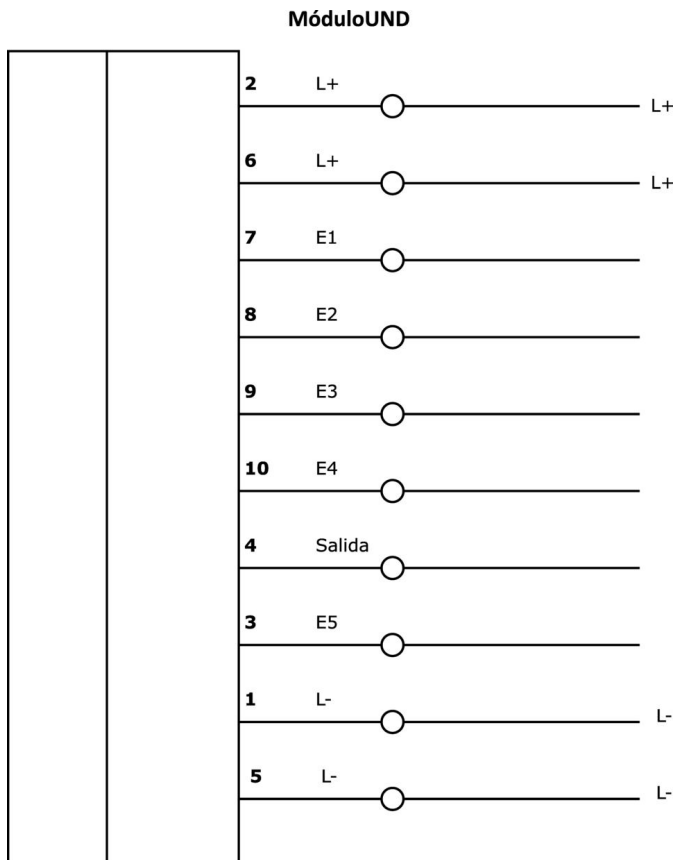 MóduloUND
2 L+ L+
6 L+ L+
7 E1
8 E2
9 E3
10 E4
4 Salida
3 E5
1 L- L-
5 L- L-